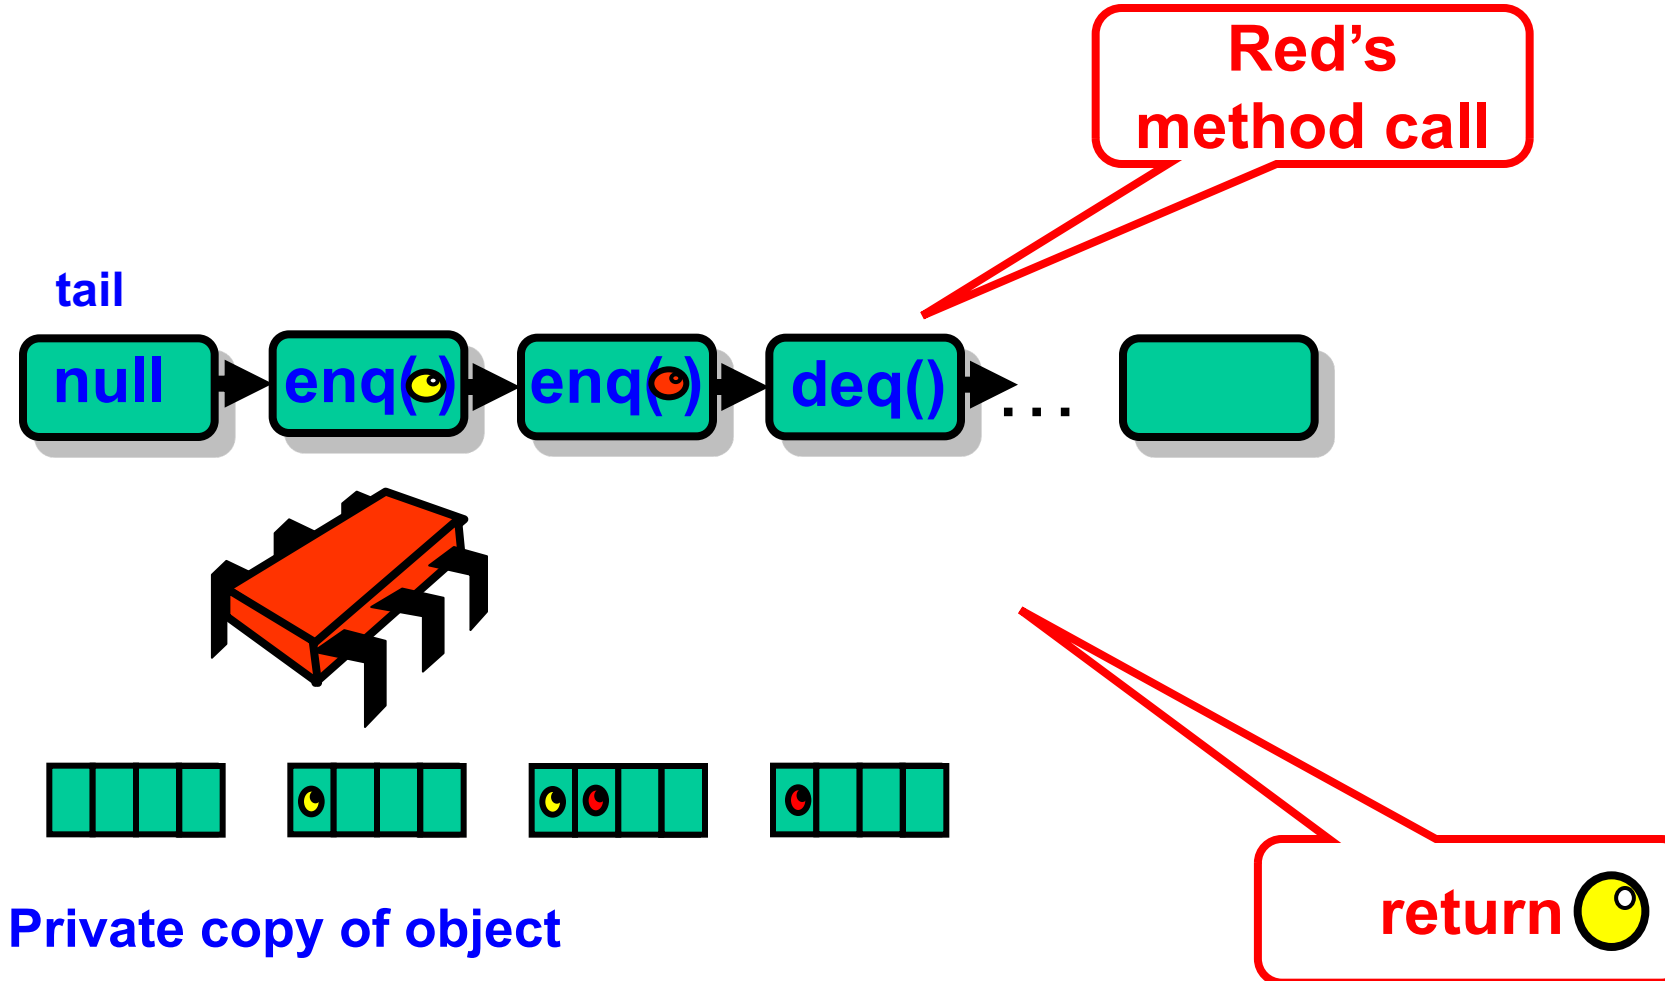 Red’s
method call
tail
null enq( ) enq( ) deq() ...
return
Private copy of object